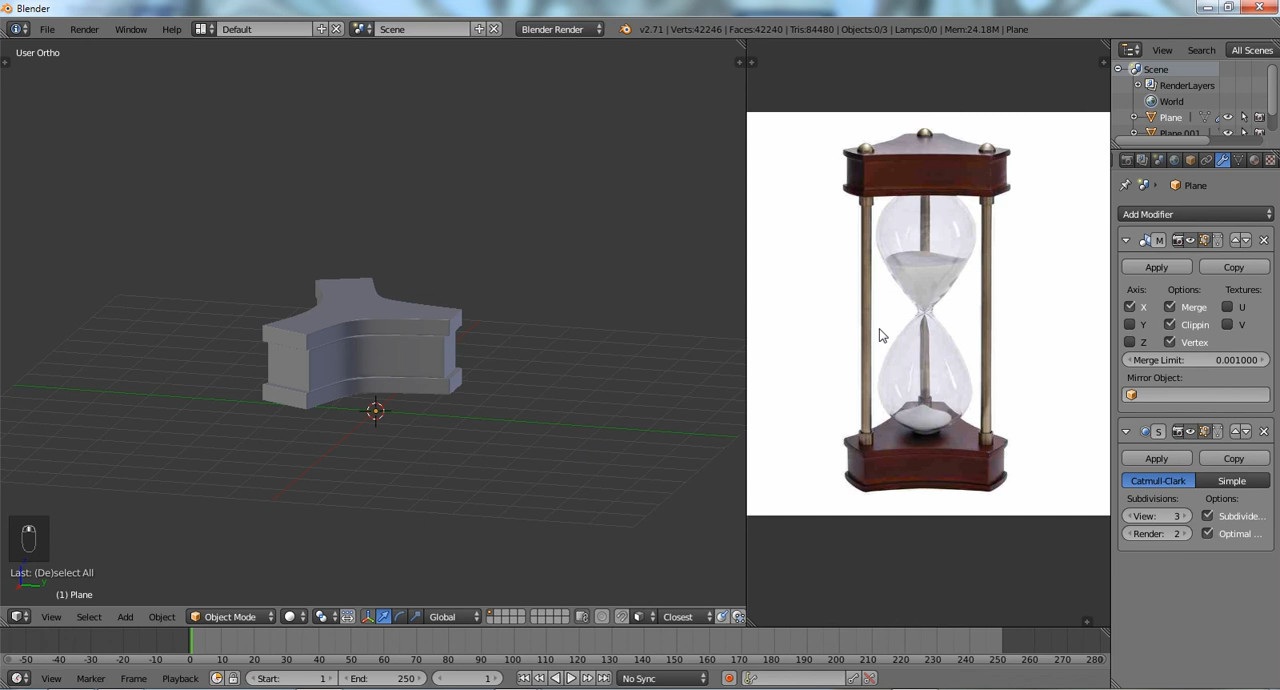 Blender
File Render Window Help Default Scene Blender Render v2.71 | Verts:42246 | Faces:42240 | Tris:84480 | Objects:0/3 | Lamps:0/0 | Mem:24.18M | Plane
User Ortho
View Search All Scenes
Scene
RenderLayers
World
Plane
Plane.001
Plane
Add Modifier
M
Apply Copy
Axis: Options: Textures:
X Merge U
Y Clippin V
Z Vertex
Merge Limit: 0.001000
Mirror Object:
S
Apply Copy
Catmull-Clark Simple
Subdivisions: Options:
View: 3 Subdivide...
Render: 2 Optimal ...
Last: (De)select All
z
y
(1) Plane
View Select Add Object Object Mode Global Closest
-50 -40 -30 -20 -10 0 10 20 30 40 50 60 70 80 90 100 110 120 130 140 150 160 170 180 190 200 210 220 230 240 250 260 270 280
View Marker Frame Playback Start: 1 End: 250 1 No Sync